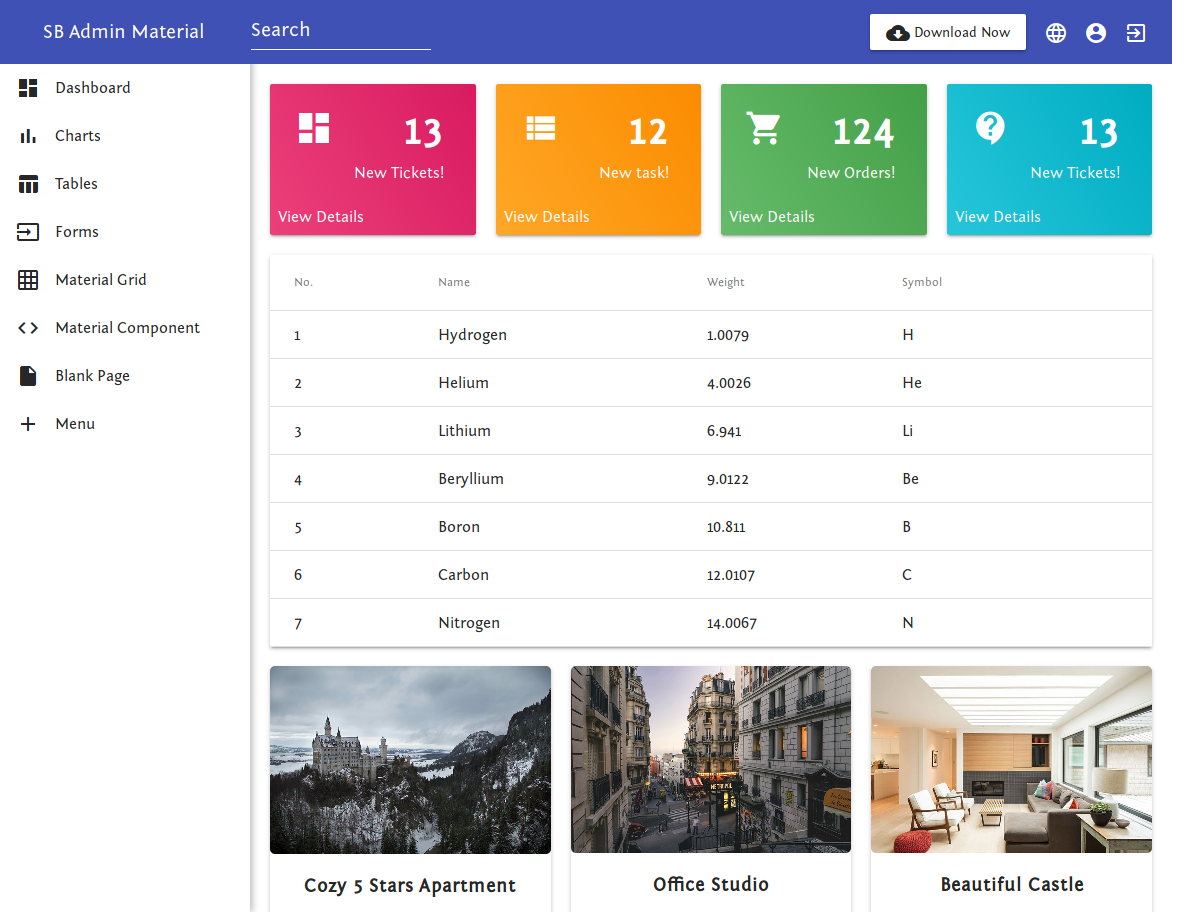 SB Admin Material
Search
Download Now
Dashboard
Charts
Tables
Forms
Material Grid
Material Component
Blank Page
Menu
13
New Tickets!
View Details
12
New task!
View Details
124
New Orders!
View Details
13
New Tickets!
View Details
No. Name Weight Symbol
1 Hydrogen 1.0079 H
2 Helium 4.0026 He
3 Lithium 6.941 Li
4 Beryllium 9.0122 Be
5 Boron 10.811 B
6 Carbon 12.0107 C
7 Nitrogen 14.0067 N
Cozy 5 Stars Apartment
Office Studio
Beautiful Castle